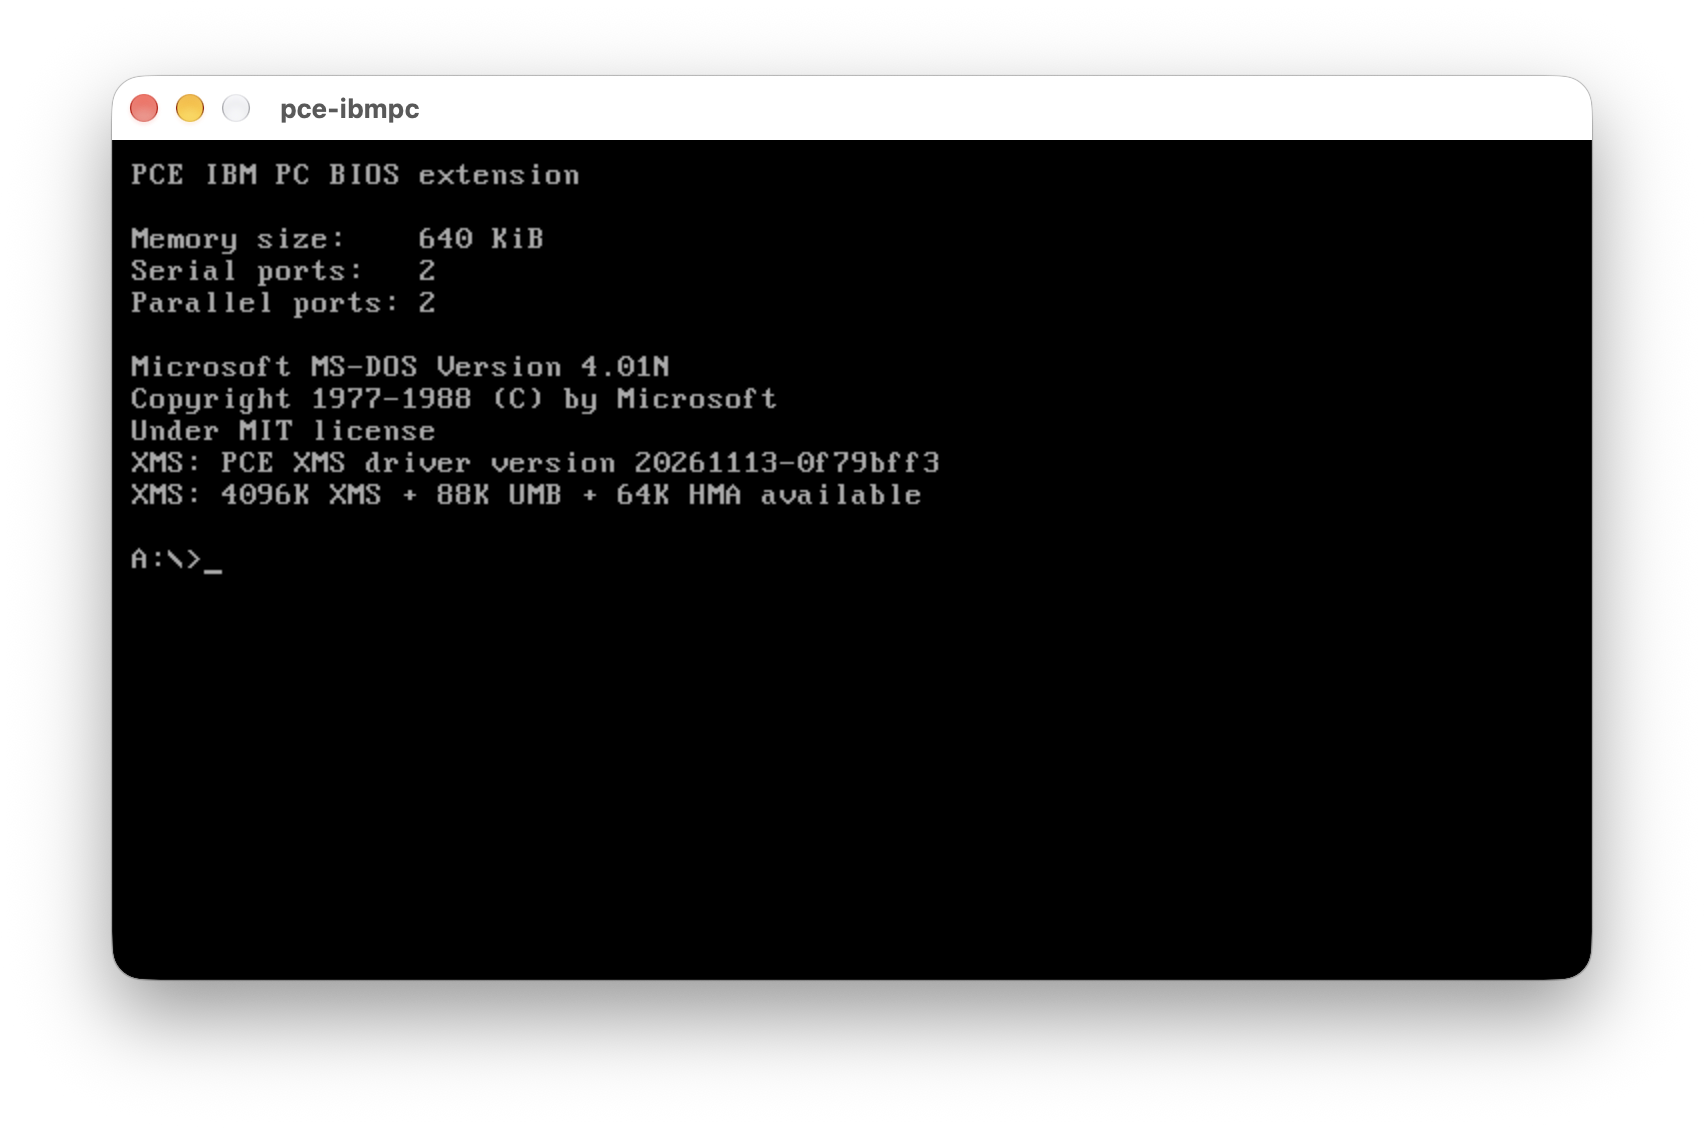 pce-ibmpc
PCE IBM PC BIOS extension
Memory size:    640 KiB
Serial ports:   2
Parallel ports: 2
Microsoft MS-DOS Version 4.01N
Copyright 1977-1988 (C) by Microsoft
Under MIT license
XMS: PCE XMS driver version 20261113-0f79bff3
XMS: 4096K XMS + 88K UMB + 64K HMA available
A:\>_